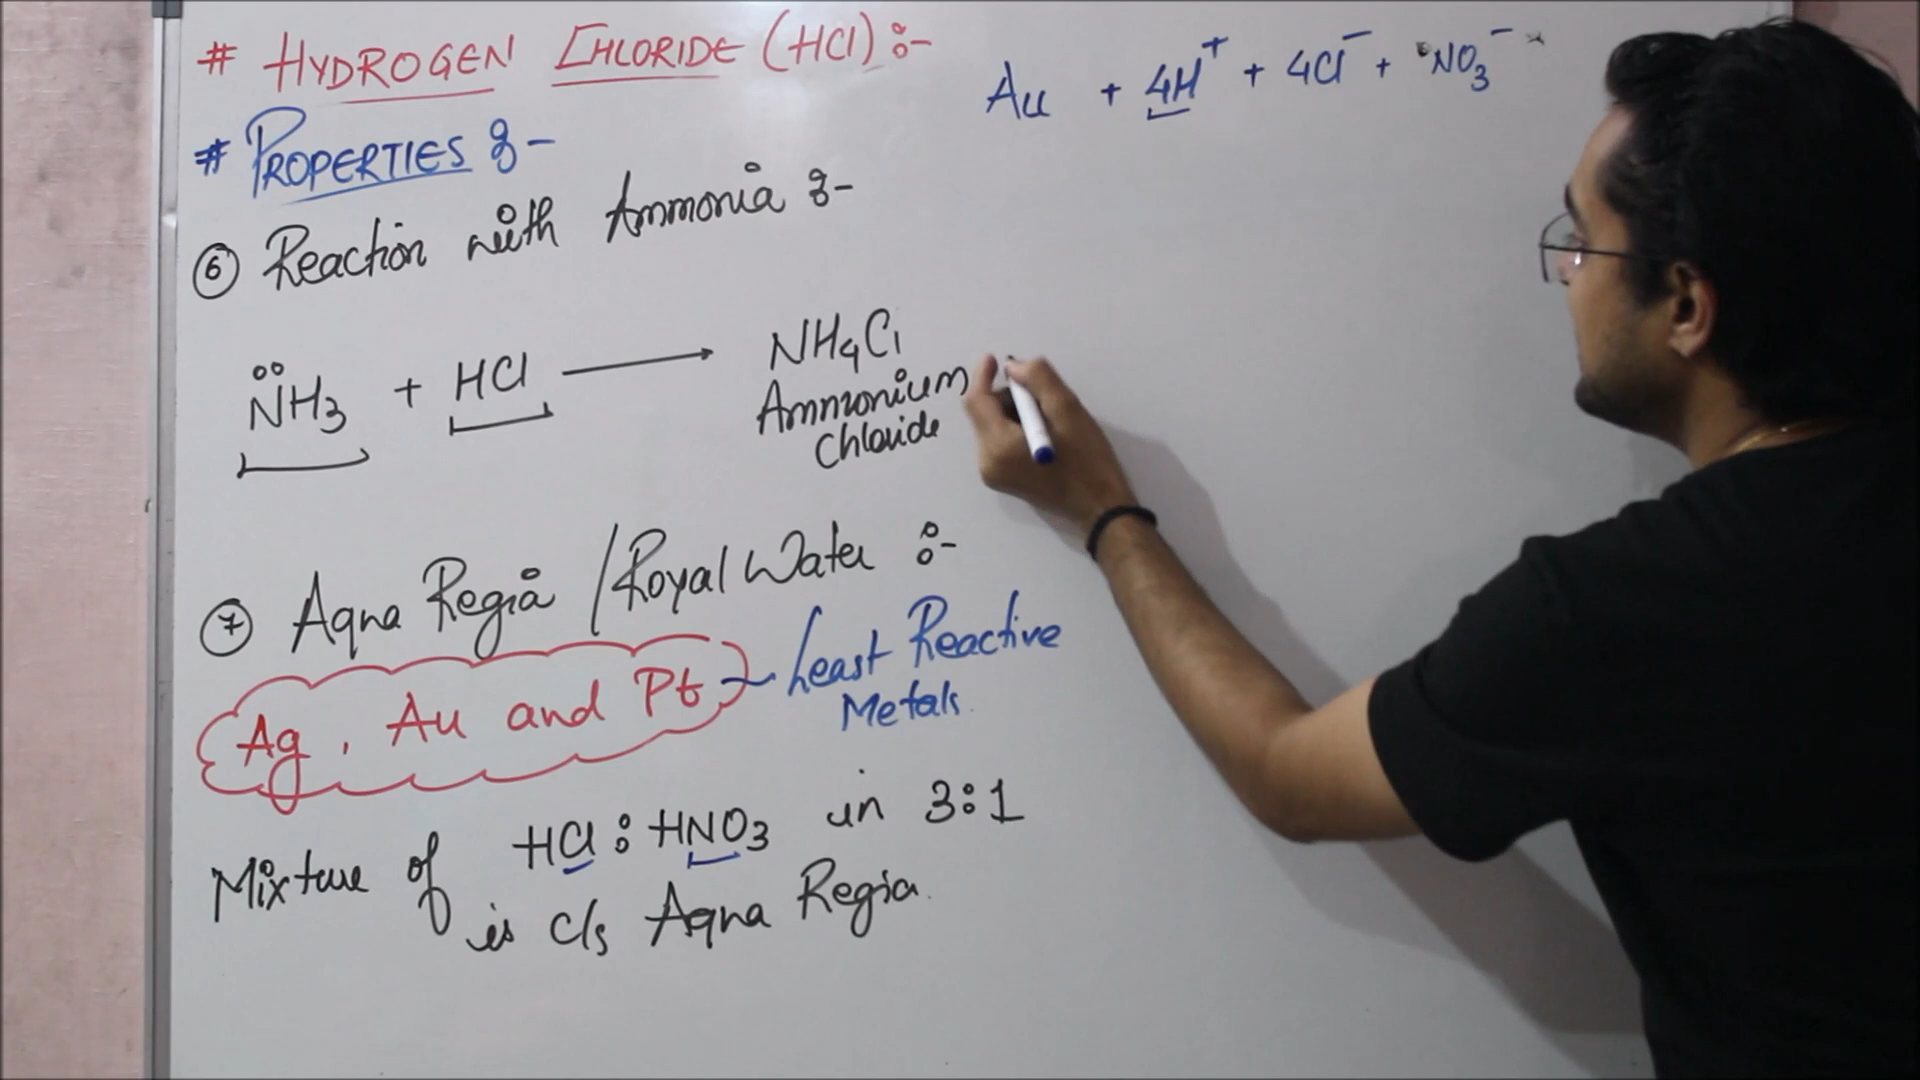 # HYDROGEN CHLORIDE (HCl) :-
# PROPERTIES :-
⑥ Reaction with Ammonia :-
NH3 + HCl → NH4Cl
Ammonium
Chloride
⑦ Aqua Regia / Royal Water :-
Ag, Au and Pt - Least Reactive
Metals.
Mixture of HCl : HNO3 in 3:1
is c/s Aqua Regia.
Au + 4H+ + 4Cl- + NO3-